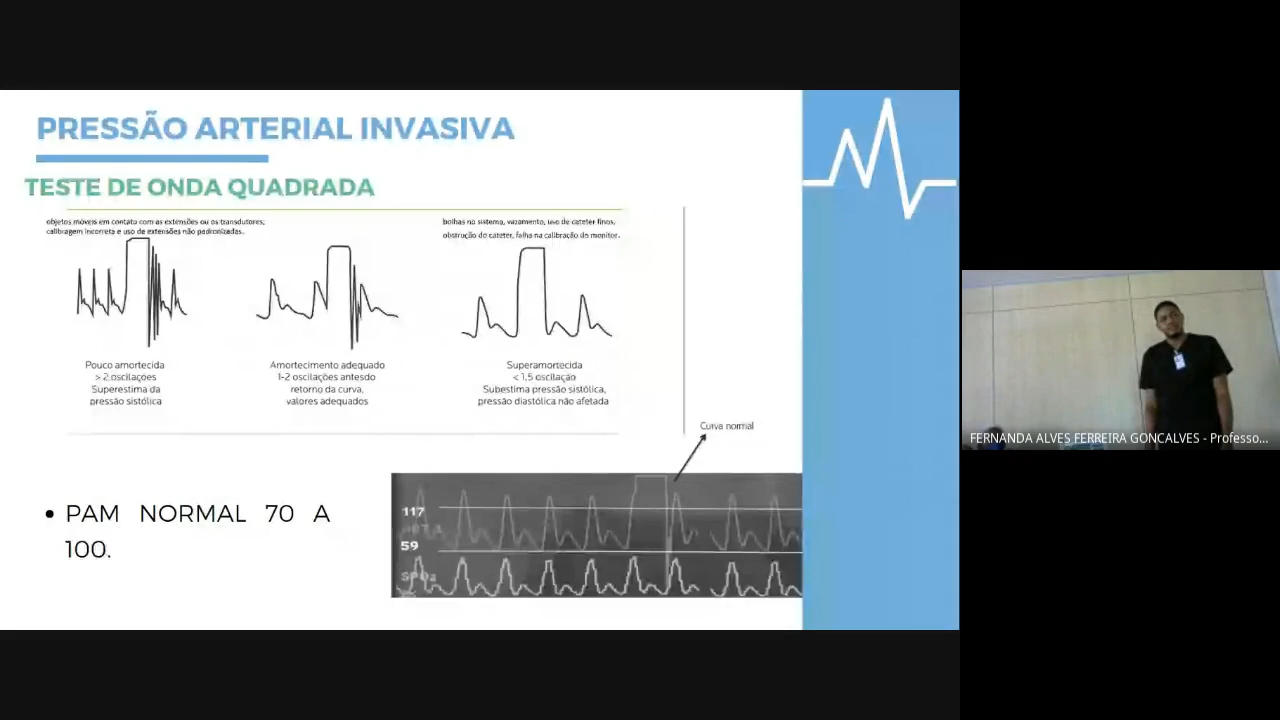 PRESSÃO ARTERIAL INVASIVA
TESTE DE ONDA QUADRADA
objetos móveis em contato com as extensões ou os transdutores;
calibragem incorreta e uso de extensões não padronizadas.
bolhas no sistema, vazamento, uso de cateter finos,
obstrução do cateter, falha na calibração do monitor.
Pouco amortecida
> 2 oscilações
Superestima da
pressão sistólica
Amortecimento adequado
1-2 oscilações antesdo
retorno da curva,
valores adequados
Superamortecida
< 1,5 oscilação
Subestima pressão sistólica,
pressão diastólica não afetada
Curva normal
117
59
SPO2
• PAM NORMAL 70 A
100.
FERNANDA ALVES FERREIRA GONCALVES - Professo...